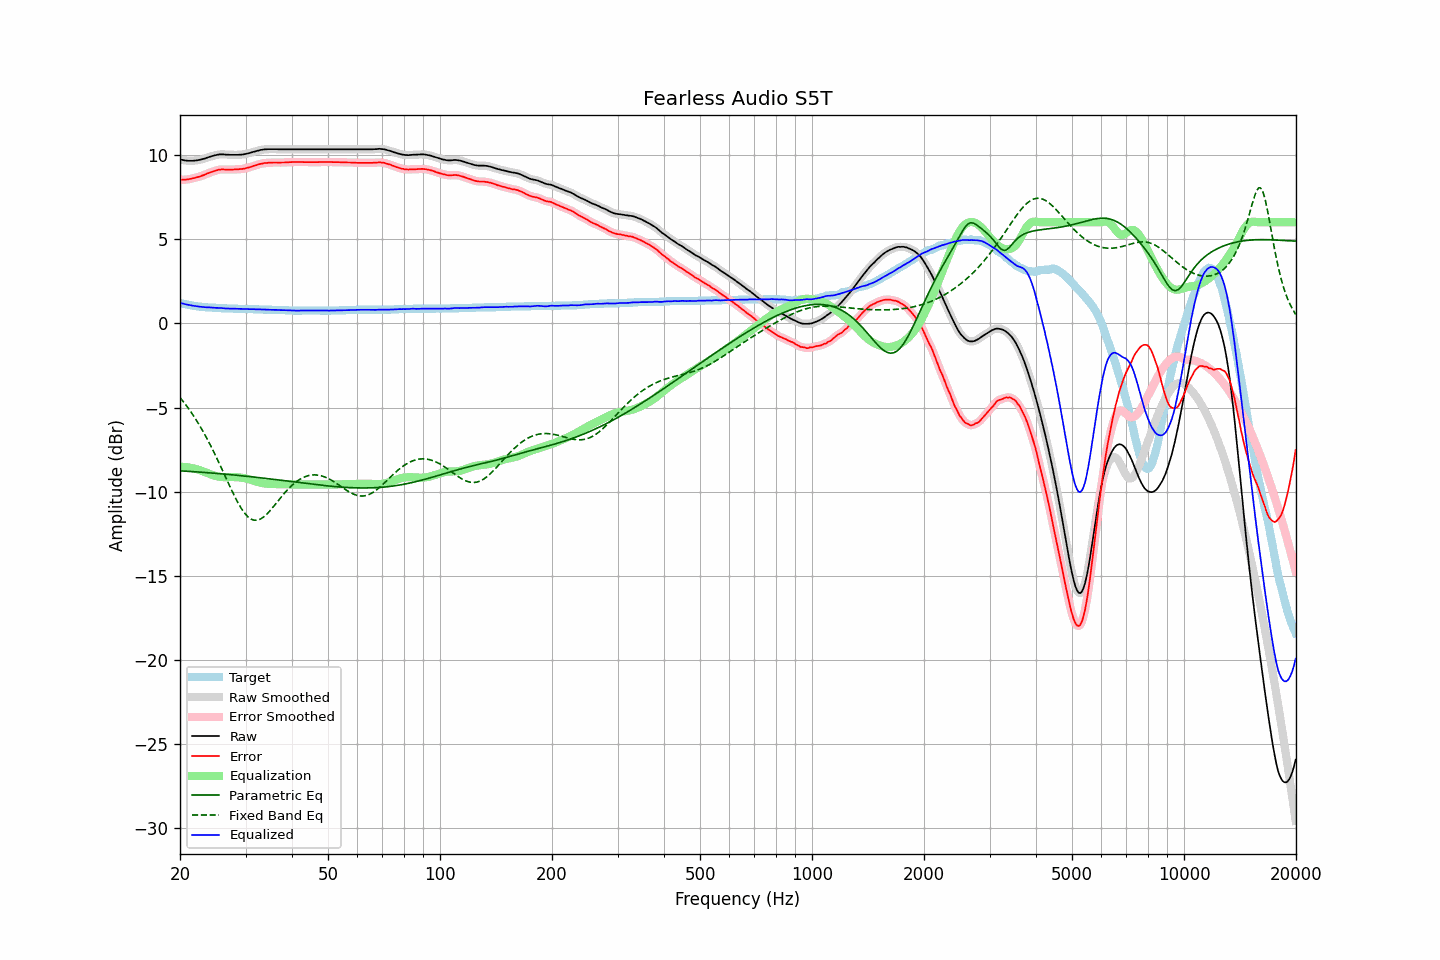 Fearless Audio S5T
Amplitude (dBr)
10
5
0
−5
−10
−15
−20
−25
−30
Target
Raw Smoothed
Error Smoothed
Raw
Error
Equalization
Parametric Eq
Fixed Band Eq
Equalized
20 50 100 200 500 1000 2000 5000 10000 20000
Frequency (Hz)